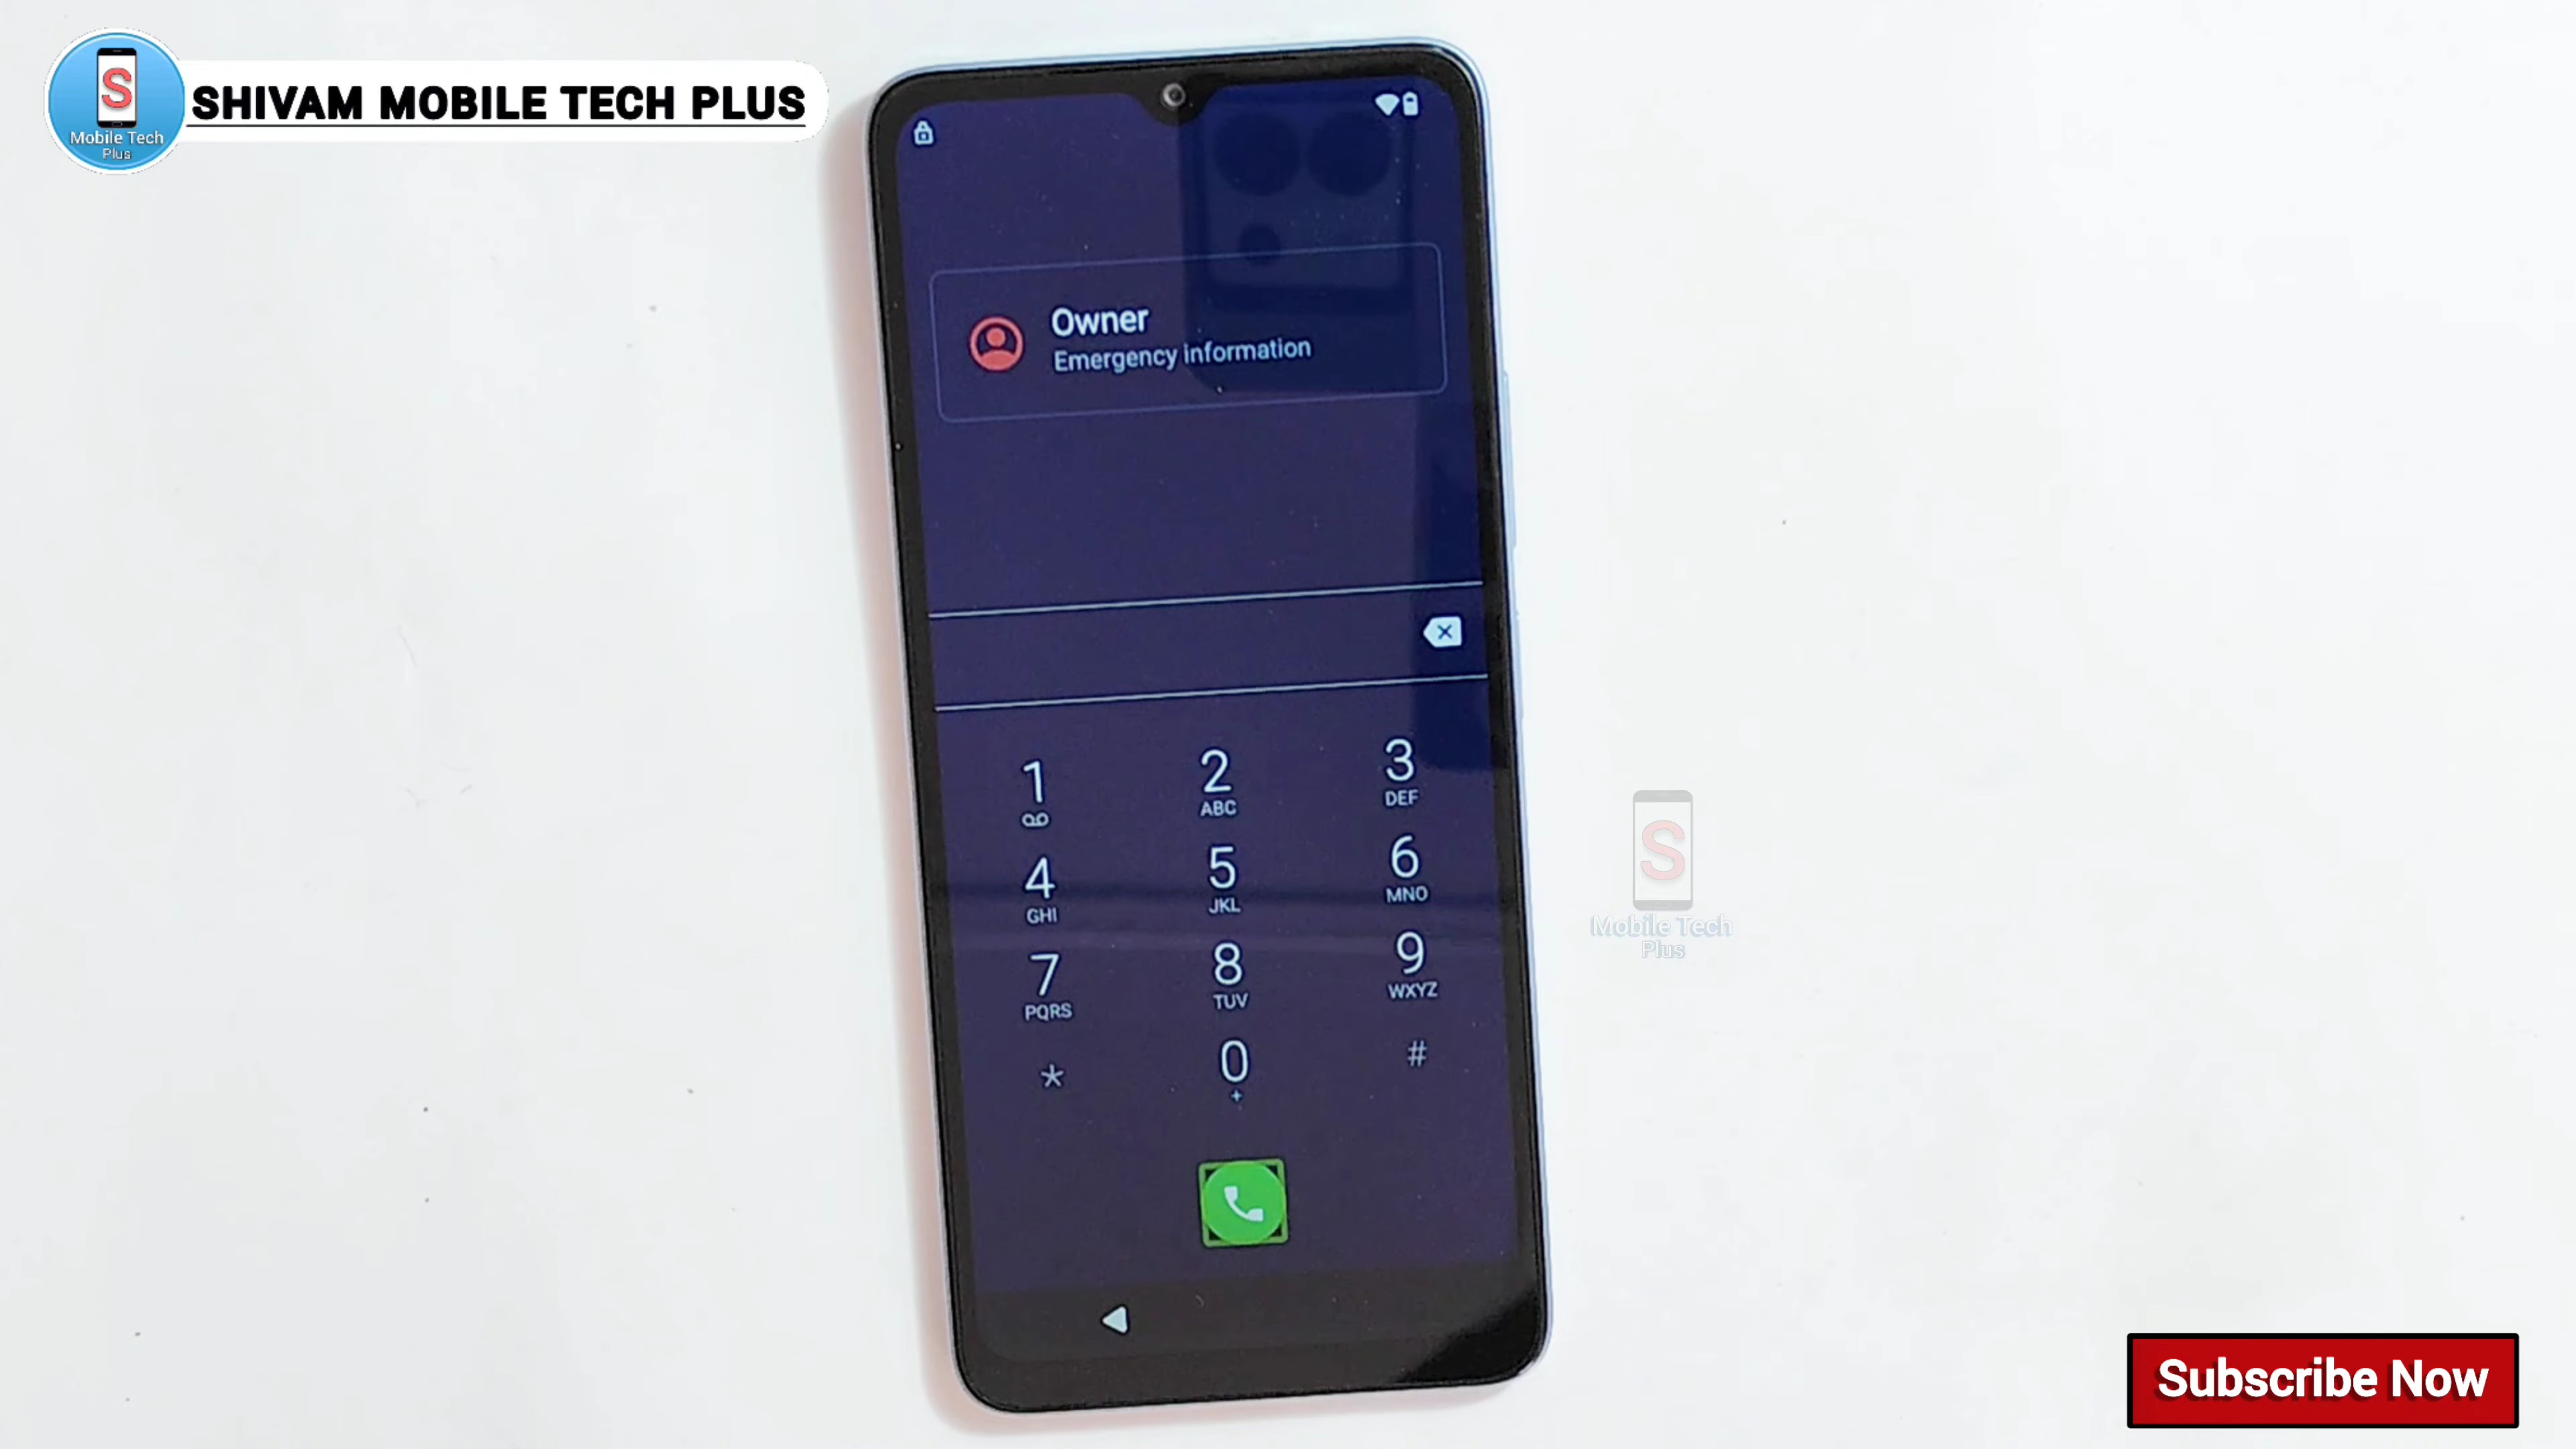 S
Mobile Tech
Plus
SHIVAM MOBILE TECH PLUS
Owner
Emergency information
1
2
ABC
3
DEF
4
GHI
5
JKL
6
MNO
7
PQRS
8
TUV
9
WXYZ
*
0
+
#
S
Mobile Tech
Plus
Subscribe Now